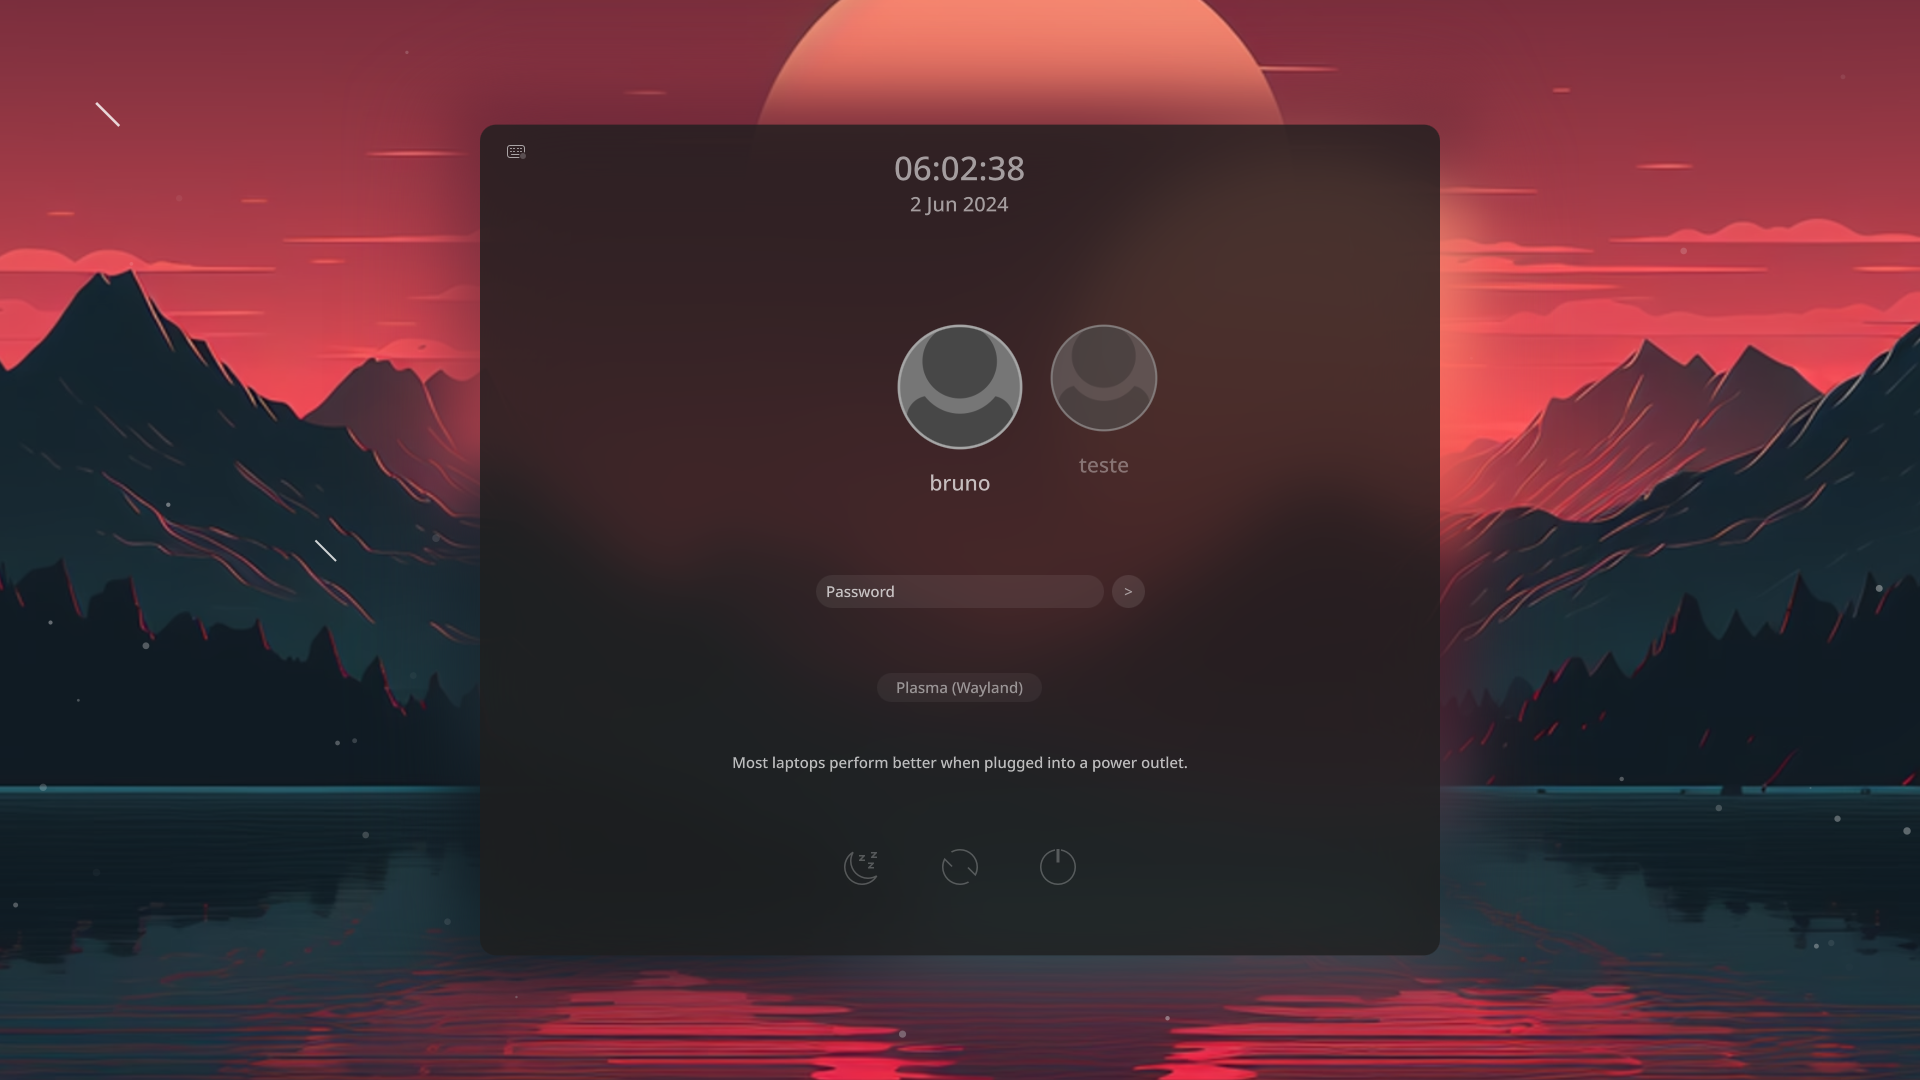 06:02:38
2 Jun 2024
bruno
teste
Password
>
Plasma (Wayland)
Most laptops perform better when plugged into a power outlet.
z z
z